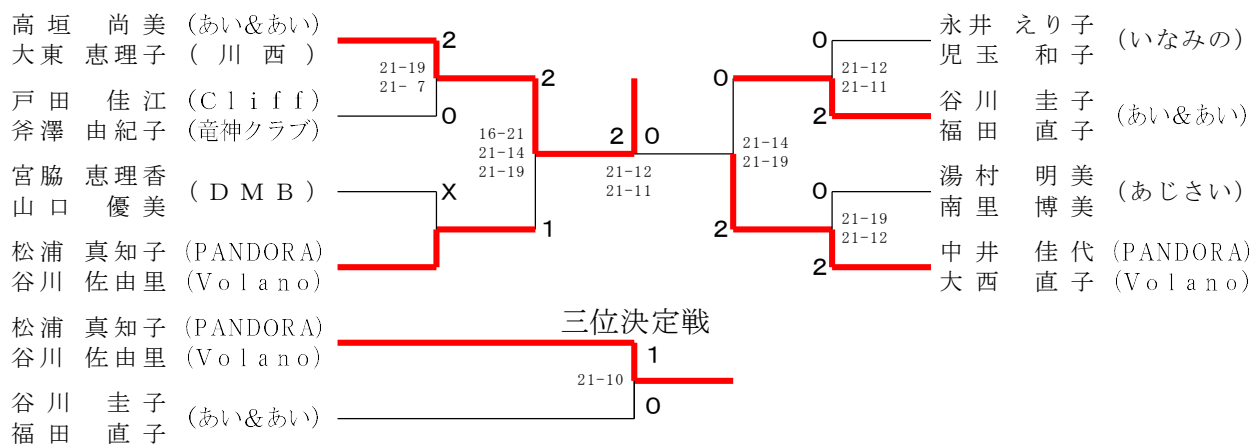 高垣 尚美 (あい&あい)
大東 恵理子 (川西)
2
21-19
21- 7
戸田 佳江 (Cliff)
斧澤 由紀子 (竜神クラブ)
0
2
16-21
21-14
21-19
宮脇 恵理香
山口 優美
(DMB)
X
1
松浦 真知子 (PANDORA)
谷川 佐由里 (Volano)
2 0
21-12
21-11
永井 えり子
児玉 和子
(いなみの)
0
21-12
21-11
谷川 圭子
福田 直子
(あい&あい)
2
0
21-14
21-19
湯村 明美
南里 博美
(あじさい)
0
21-19
21-12
2
中井 佳代 (PANDORA)
大西 直子 (Volano)
2
三位決定戦
松浦 真知子 (PANDORA)
谷川 佐由里 (Volano)
1
21-10
谷川 圭子
福田 直子
(あい&あい)
0